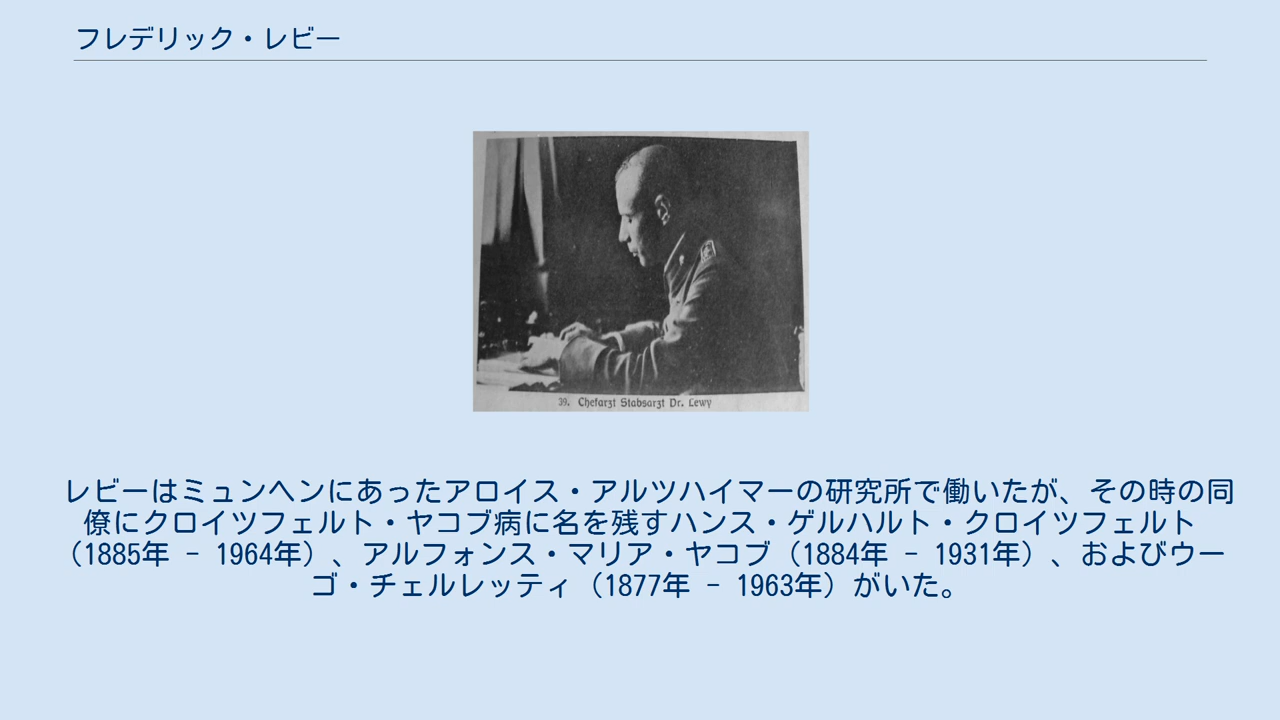 フレデリック・レビー
39. Chefarzt Stabsarzt Dr. Lewy
レビーはミュンヘンにあったアロイス・アルツハイマーの研究所で働いたが、その時の同
僚にクロイツフェルト・ヤコブ病に名を残すハンス・ゲルハルト・クロイツフェルト
（1885年 - 1964年）、アルフォンス・マリア・ヤコブ（1884年 - 1931年）、およびウー
ゴ・チェルレッティ（1877年 - 1963年）がいた。